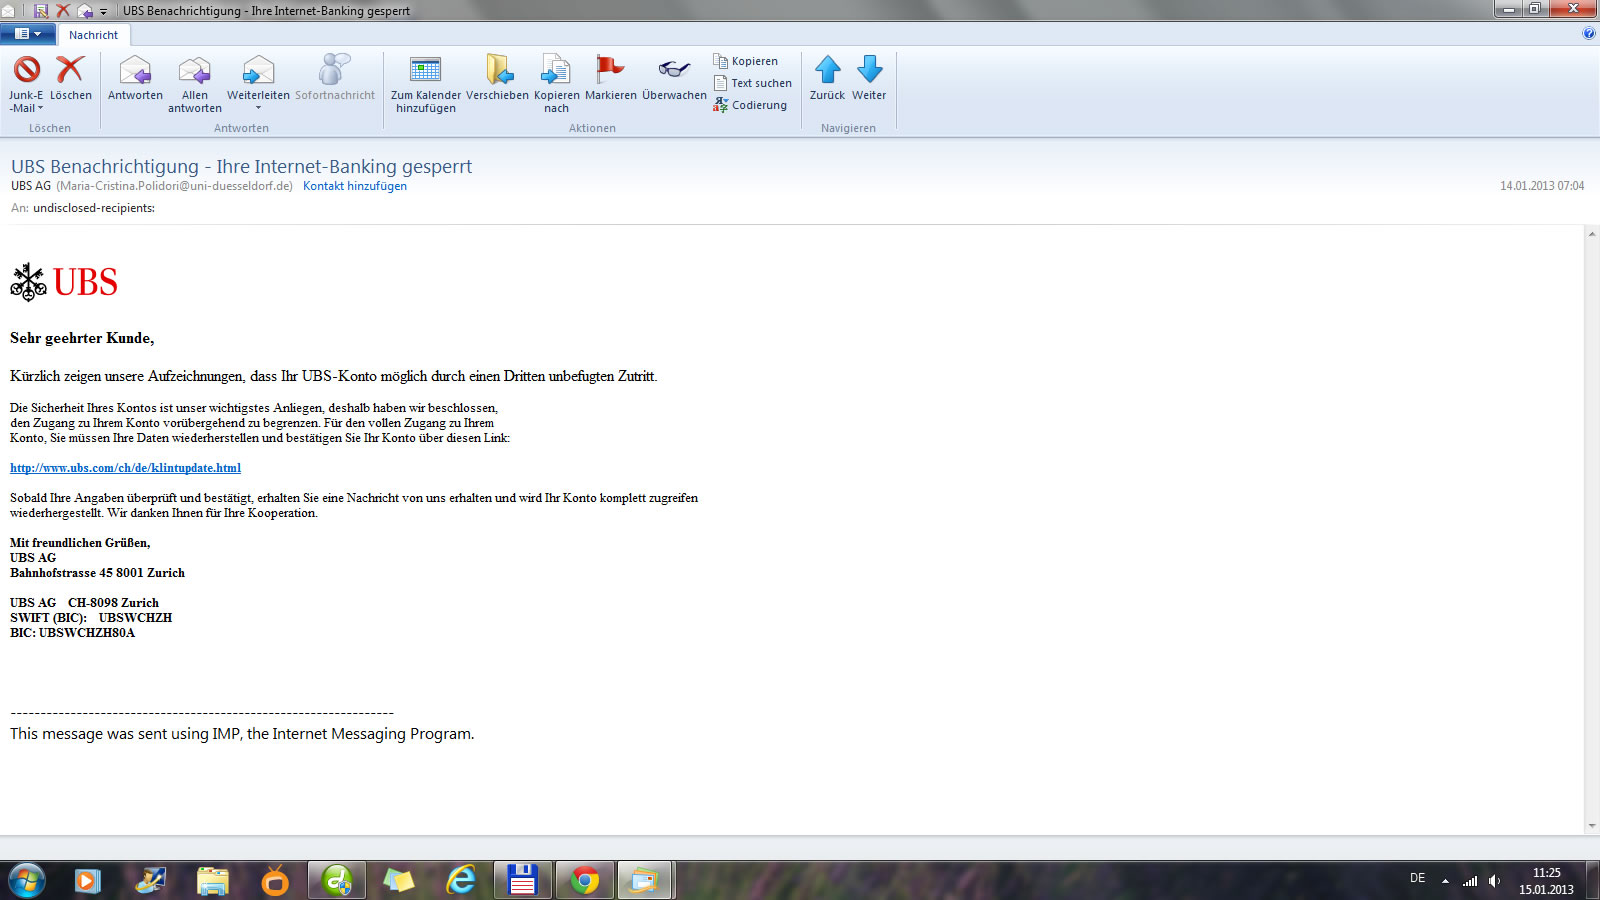 UBS Benachrichtigung - Ihre Internet-Banking gesperrt
Nachricht
Junk-E-Mail
Löschen
Löschen
Antworten
Allen antworten
Weiterleiten
Sofortnachricht
Antworten
Zum Kalender hinzufügen
Verschieben
Kopieren nach
Markieren
Überwachen
Kopieren
Text suchen
Codierung
Aktionen
Zurück
Weiter
Navigieren
UBS Benachrichtigung - Ihre Internet-Banking gesperrt
UBS AG (Maria-Cristina.Polidori@uni-duesseldorf.de) Kontakt hinzufügen
14.01.2013 07:04
An: undisclosed-recipients:
UBS
Sehr geehrter Kunde,
Kürzlich zeigen unsere Aufzeichnungen, dass Ihr UBS-Konto möglich durch einen Dritten unbefugten Zutritt.
Die Sicherheit Ihres Kontos ist unser wichtigstes Anliegen, deshalb haben wir beschlossen,
den Zugang zu Ihrem Konto vorübergehend zu begrenzen. Für den vollen Zugang zu Ihrem
Konto, Sie müssen Ihre Daten wiederherstellen und bestätigen Sie Ihr Konto über diesen Link:
http://www.ubs.com/ch/de/klintupdate.html
Sobald Ihre Angaben überprüft und bestätigt, erhalten Sie eine Nachricht von uns erhalten und wird Ihr Konto komplett zugreifen
wiederhergestellt. Wir danken Ihnen für Ihre Kooperation.
Mit freundlichen Grüßen,
UBS AG
Bahnhofstrasse 45 8001 Zurich
UBS AG CH-8098 Zurich
SWIFT (BIC): UBSWCHZH
BIC: UBSWCHZH80A
----------------------------------------------------------------
This message was sent using IMP, the Internet Messaging Program.
DE
11:25
15.01.2013